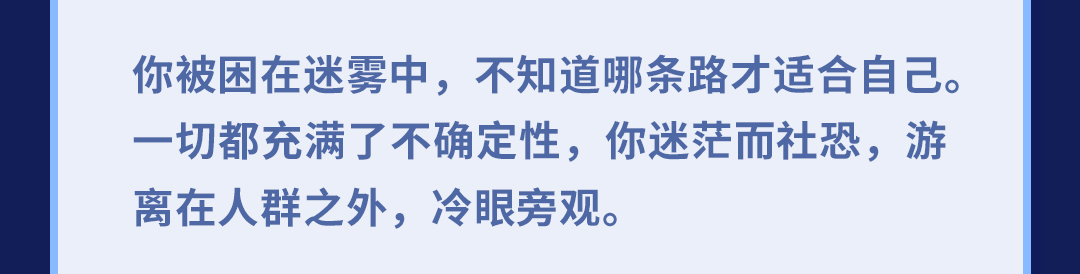 你被困在迷雾中，不知道哪条路才适合自己。
一切都充满了不确定性，你迷茫而社恐，游
离在人群之外，冷眼旁观。